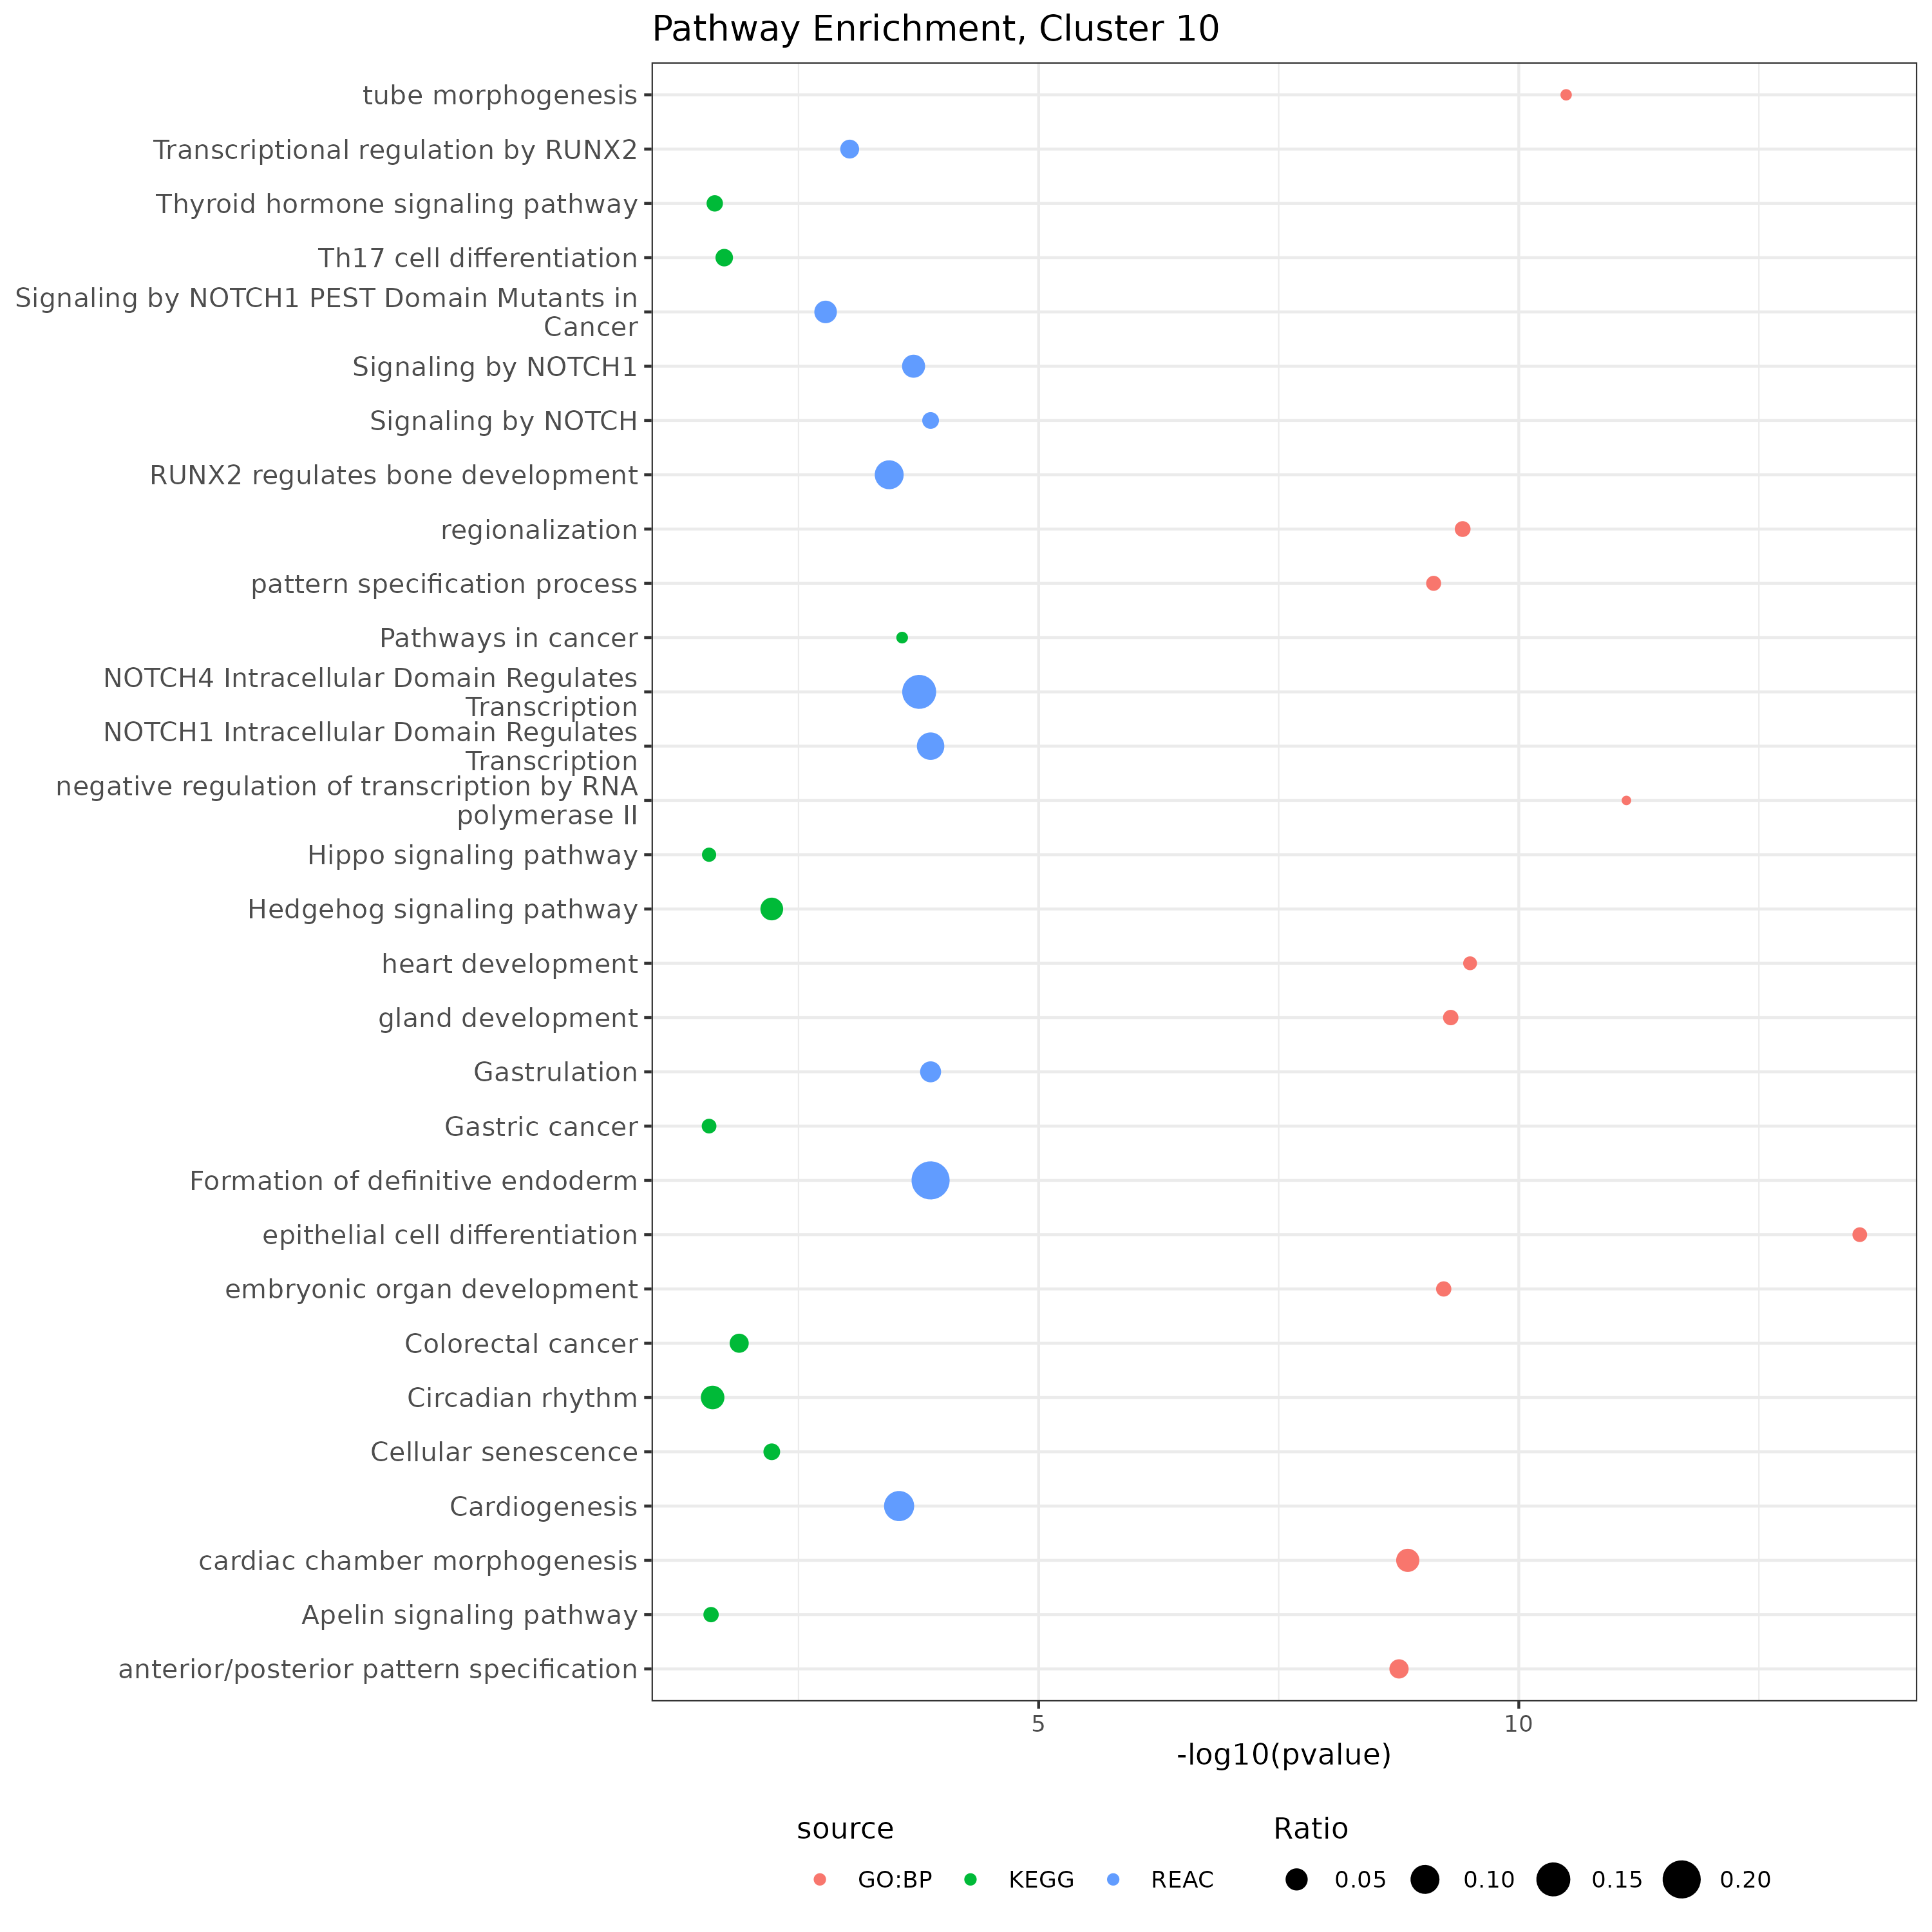 Pathway Enrichment, Cluster 10
tube morphogenesis
Transcriptional regulation by RUNX2
Thyroid hormone signaling pathway
Th17 cell differentiation
Signaling by NOTCH1 PEST Domain Mutants in
Cancer
Signaling by NOTCH1
Signaling by NOTCH
RUNX2 regulates bone development
regionalization
pattern specification process
Pathways in cancer
NOTCH4 Intracellular Domain Regulates
Transcription
NOTCH1 Intracellular Domain Regulates
Transcription
negative regulation of transcription by RNA
polymerase II
Hippo signaling pathway
Hedgehog signaling pathway
heart development
gland development
Gastrulation
Gastric cancer
Formation of definitive endoderm
epithelial cell differentiation
embryonic organ development
Colorectal cancer
Circadian rhythm
Cellular senescence
Cardiogenesis
cardiac chamber morphogenesis
Apelin signaling pathway
anterior/posterior pattern specification
5 10
-log10(pvalue)
source Ratio
GO:BP KEGG REAC 0.05 0.10 0.15 0.20